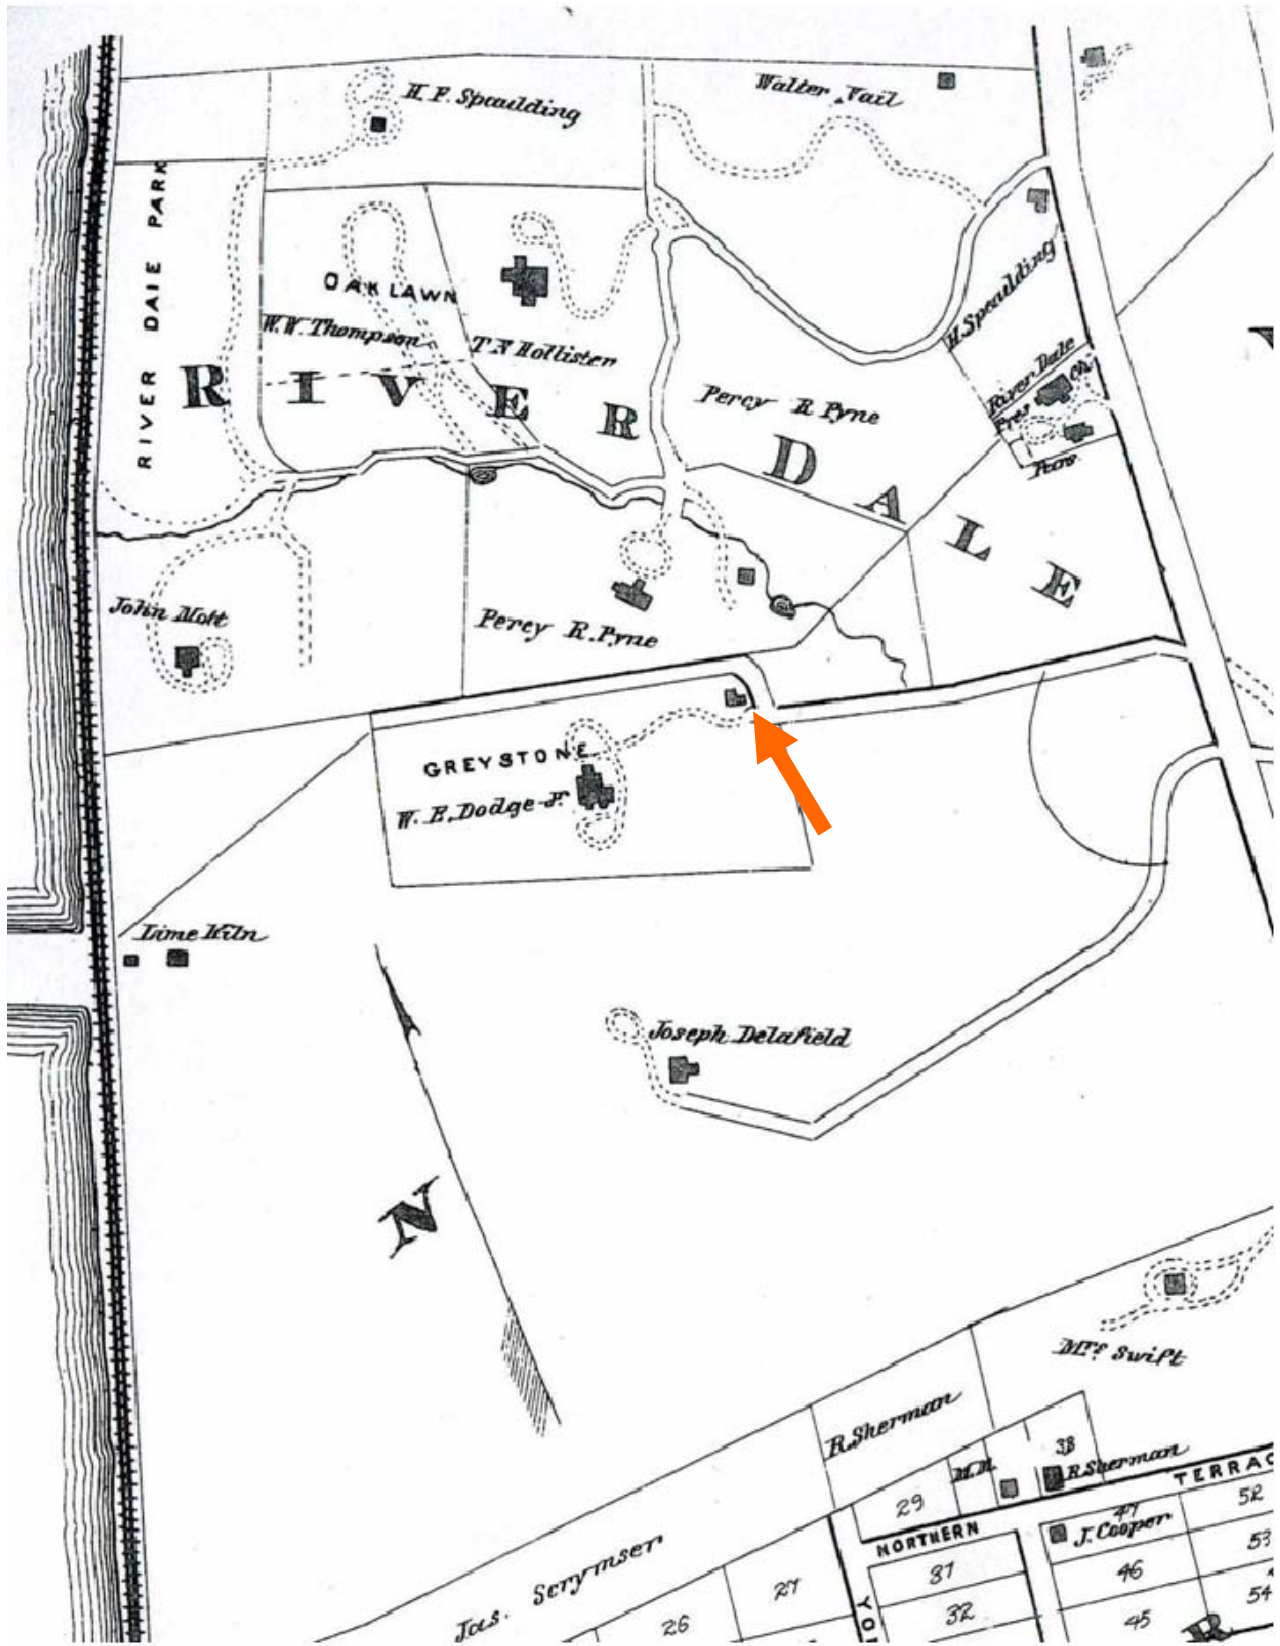 H. F. Spaulding
Walter Vail
RIVER DALE PARK
H. Spaulding
OAK LAWN
W. W. Thompson
T. N Hollister
River Dale
Pres Ch.
Pars
RIVERDALE
Percy R Pyne
John Mott
Percy R. Pyne
GREYSTONE
W. E. Dodge Jr.
Lime Kiln
Joseph Delafield
N
Mrs Swift
R. Sherman
M.M.
38
R. Sherman
29
TERRAC
NORTHERN
47
52
J. Cooper
53
Jas. Scrymser
27
31
46
54
26
YO
32
45
R